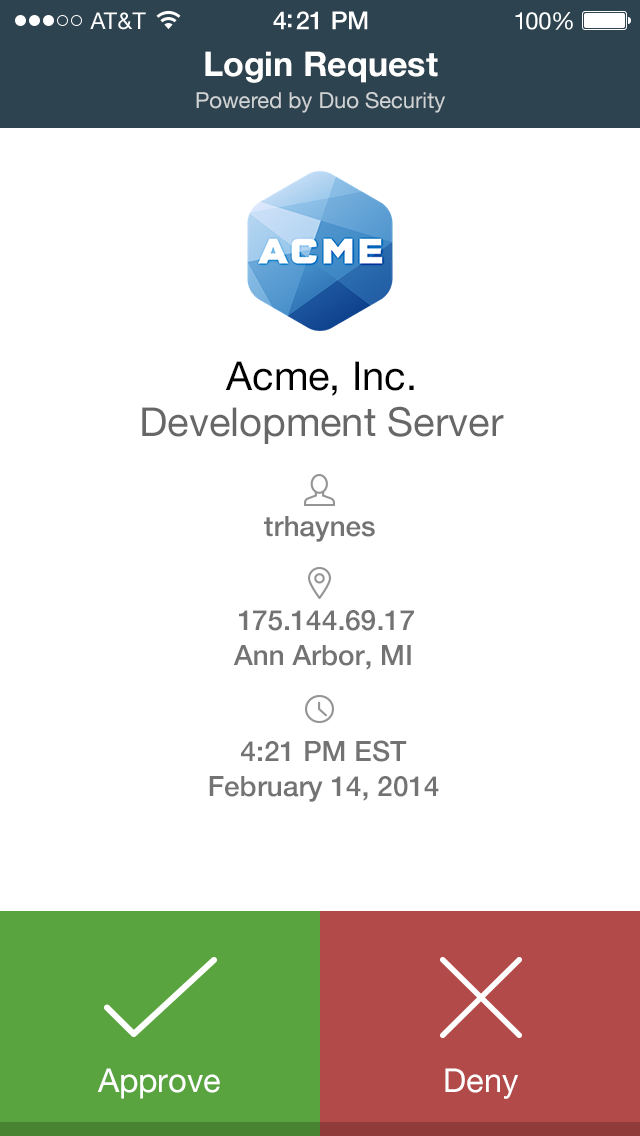 AT&T 4:21 PM 100%
Login Request
Powered by Duo Security
ACME
Acme, Inc.
Development Server
trhaynes
175.144.69.17
Ann Arbor, MI
4:21 PM EST
February 14, 2014
Approve Deny